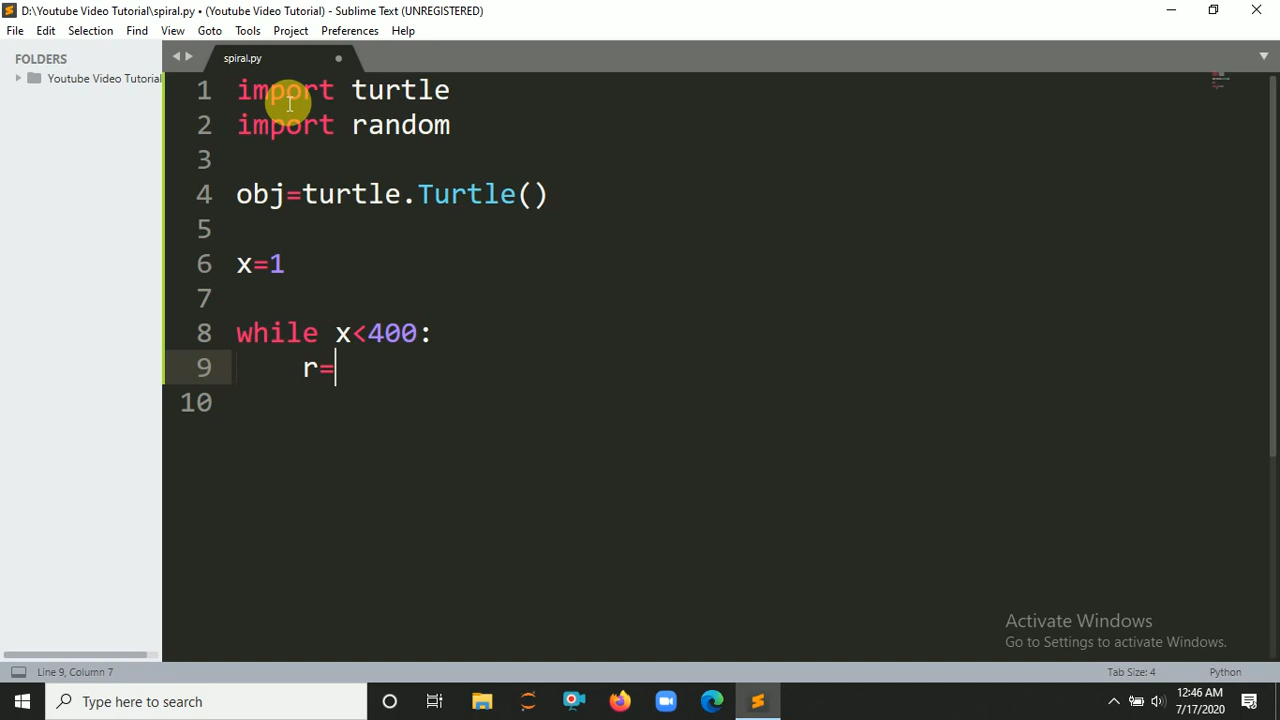 D:\Youtube Video Tutorial\spiral.py • (Youtube Video Tutorial) - Sublime Text (UNREGISTERED)
File Edit Selection Find View Goto Tools Project Preferences Help
FOLDERS
Youtube Video Tutorial
spiral.py
1 import turtle
2 import random
3
4 obj=turtle.Turtle()
5
6 x=1
7
8 while x<400:
9     r=
10
Activate Windows
Go to Settings to activate Windows.
Line 9, Column 7
Tab Size: 4
Python
Type here to search
12:46 AM
7/17/2020